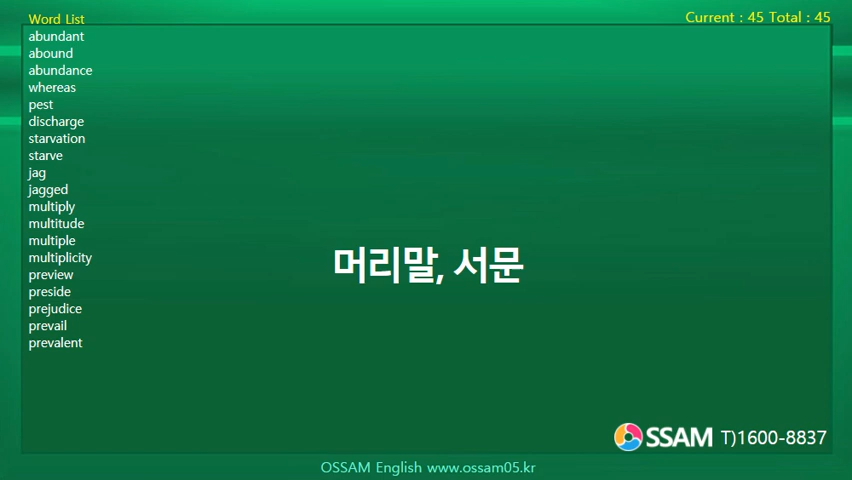 Word List
Current : 45 Total : 45
abundant
abound
abundance
whereas
pest
discharge
starvation
starve
jag
jagged
multiply
multitude
multiple
multiplicity
preview
preside
prejudice
prevail
prevalent
머리말, 서문
OSSAM T)1600-8837
OSSAM English www.ossam05.kr